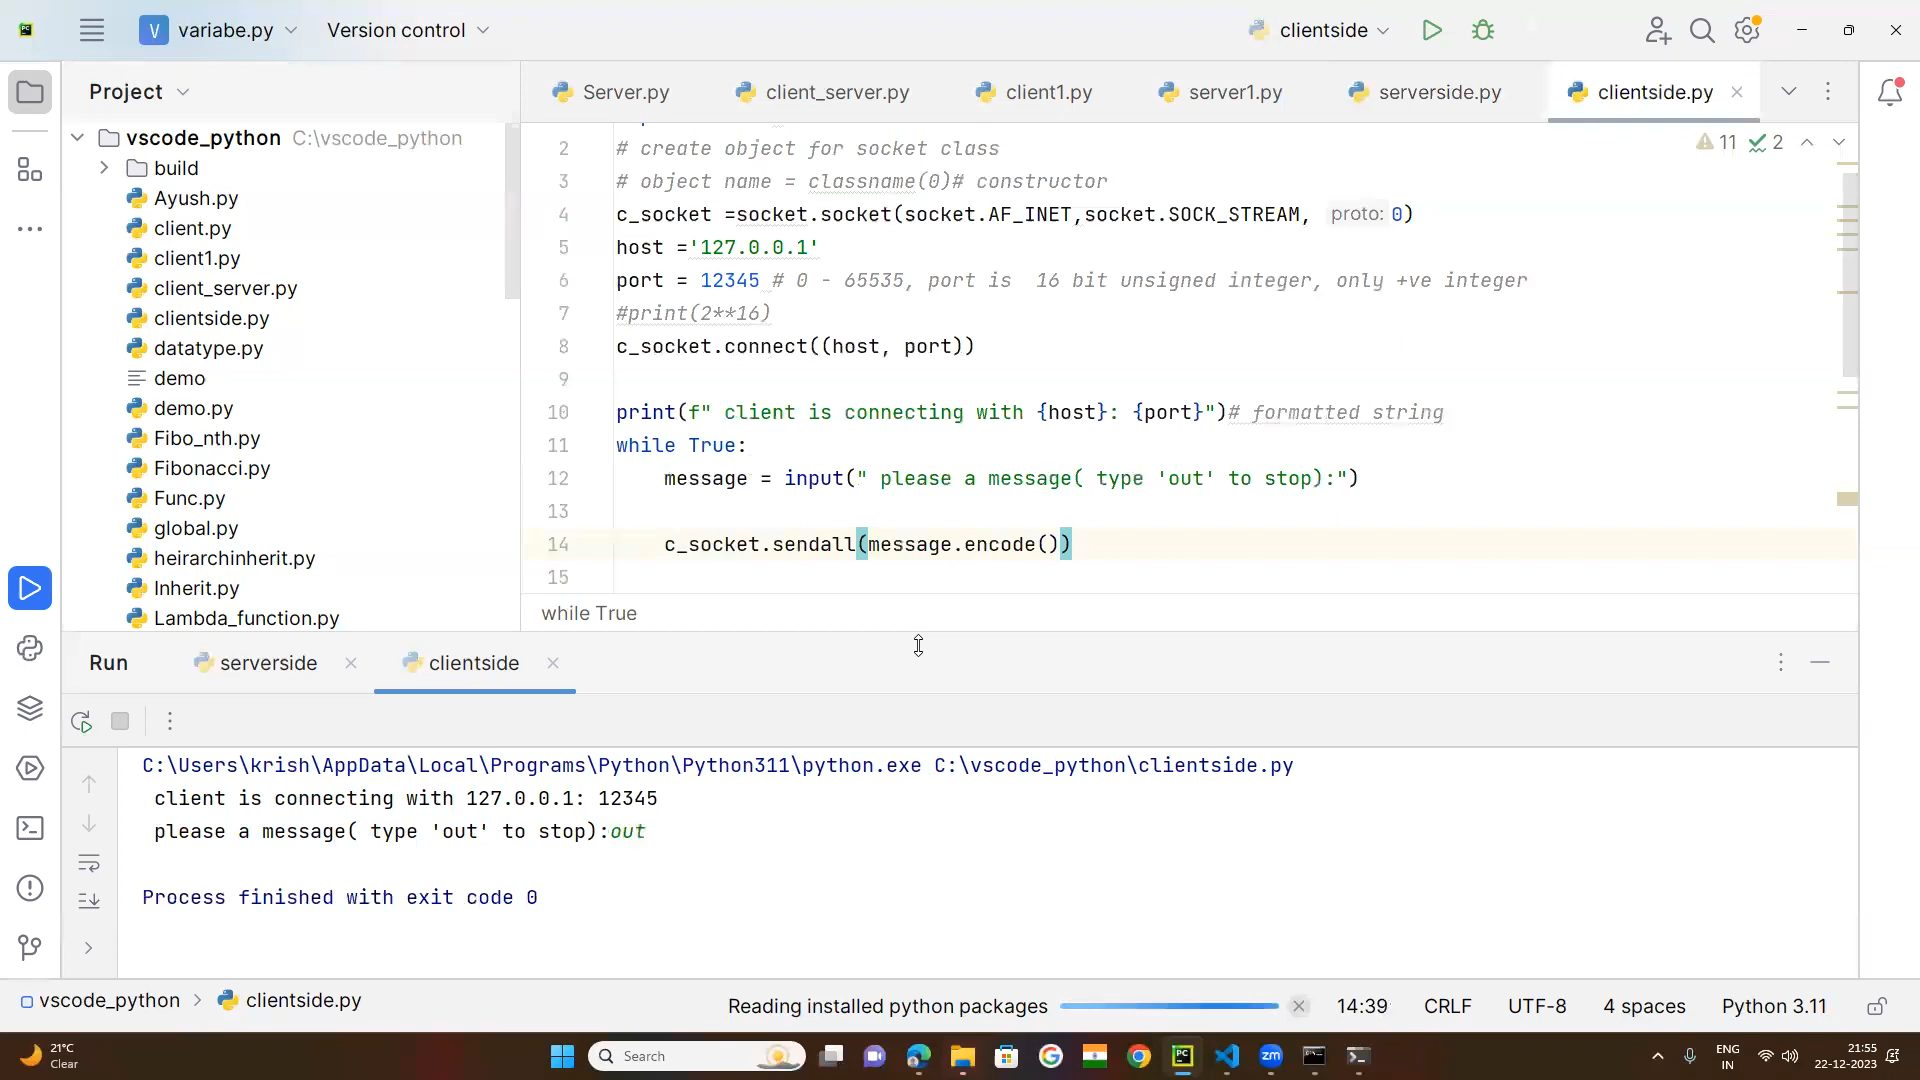 V variabe.py Version control clientside
Project Server.py client_server.py client1.py server1.py serverside.py clientside.py
vscode_python C:\vscode_python
build
Ayush.py
client.py
client1.py
client_server.py
clientside.py
datatype.py
demo
demo.py
Fibo_nth.py
Fibonacci.py
Func.py
global.py
heirarchinherit.py
Inherit.py
Lambda_function.py
11 2
2 # create object for socket class
3 # object name = classname(0)# constructor
4 c_socket =socket.socket(socket.AF_INET,socket.SOCK_STREAM, proto: 0)
5 host ='127.0.0.1'
6 port = 12345 # 0 - 65535, port is 16 bit unsigned integer, only +ve integer
7 #print(2**16)
8 c_socket.connect((host, port))
9
10 print(f" client is connecting with {host}: {port}")# formatted string
11 while True:
12 message = input(" please a message( type 'out' to stop):")
13
14 c_socket.sendall(message.encode())
15
while True
Run serverside clientside
C:\Users\krish\AppData\Local\Programs\Python\Python311\python.exe C:\vscode_python\clientside.py
client is connecting with 127.0.0.1: 12345
please a message( type 'out' to stop):out
Process finished with exit code 0
vscode_python > clientside.py Reading installed python packages 14:39 CRLF UTF-8 4 spaces Python 3.11
21°C
Clear
Search
zm
ENG
IN
21:55
22-12-2023